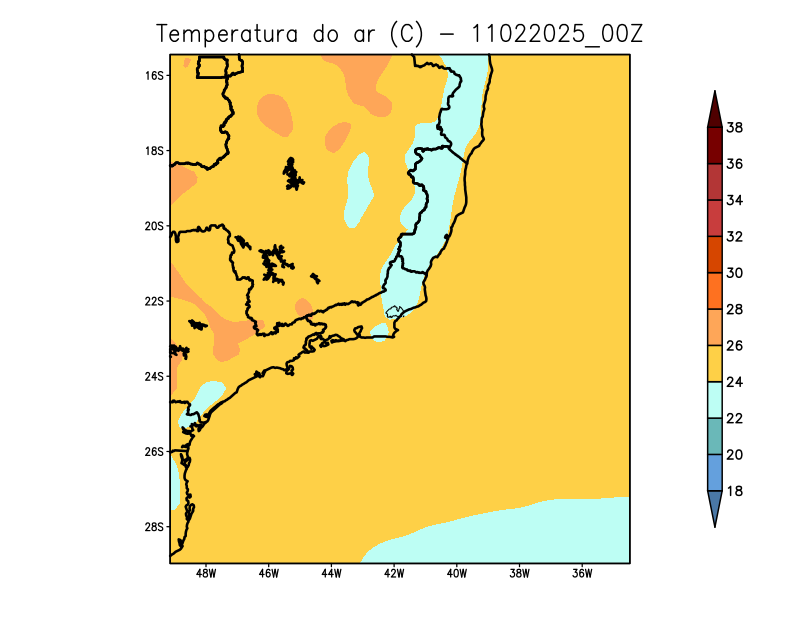 Temperatura do ar (C) – 11022025_00Z
16S
18S
20S
22S
24S
26S
28S
48W 46W 44W 42W 40W 38W 36W
38
36
34
32
30
28
26
24
22
20
18